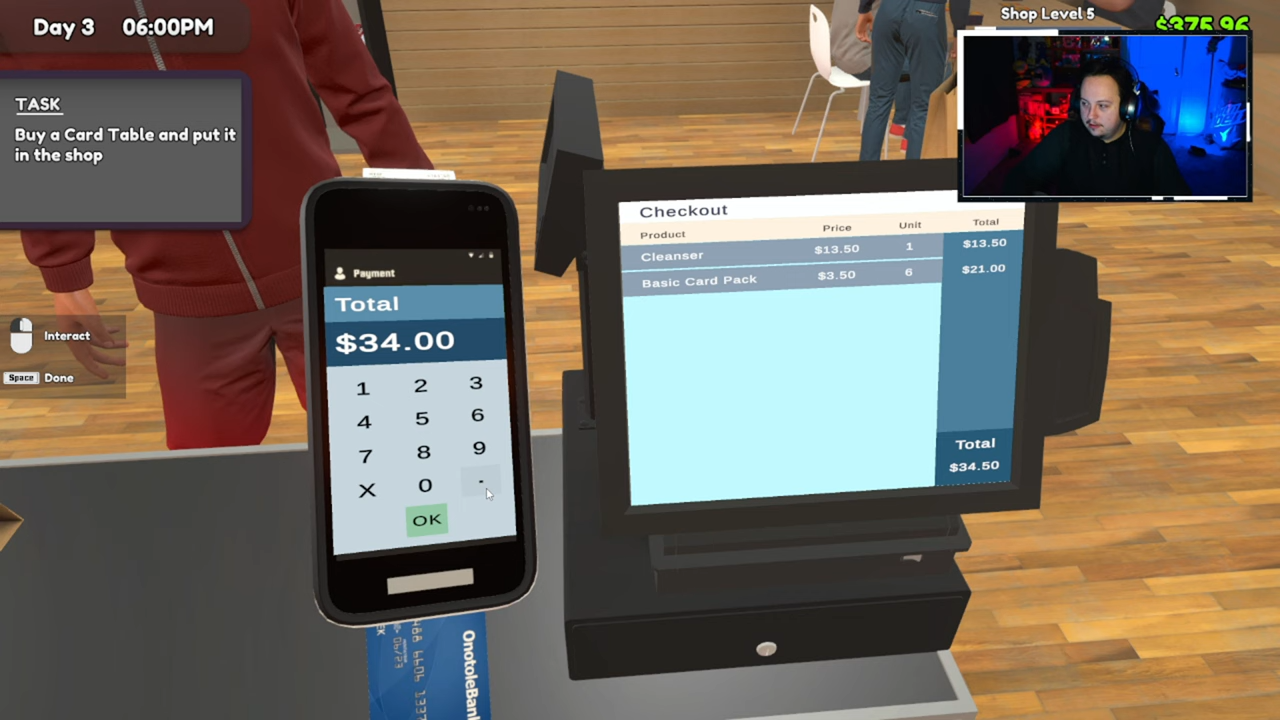 Day 3 06:00PM
Shop Level 5
$375.96
TASK
Buy a Card Table and put it
in the shop
Interact
Space Done
Payment
Total
$34.00
1 2 3
4 5 6
7 8 9
X 0 .
OK
Checkout
Product Price Unit Total
Cleanser $13.50 1 $13.50
Basic Card Pack $3.50 6 $21.00
Total
$34.50
OnotoleBank